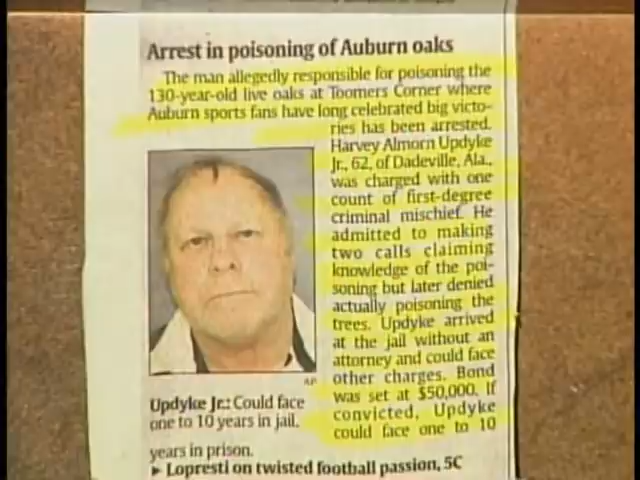 Arrest in poisoning of Auburn oaks
The man allegedly responsible for poisoning the
130-year-old live oaks at Toomers Corner where
Auburn sports fans have long celebrated big victo-
ries has been arrested.
Harvey Almorn Updyke
Jr., 62, of Dadeville, Ala.,
was charged with one
count of first-degree
criminal mischief. He
admitted to making
two calls claiming
knowledge of the poi-
soning but later denied
actually poisoning the
trees. Updyke arrived
at the jail without an
attorney and could face
other charges. Bond
was set at $50,000. If
convicted, Updyke
could face one to 10
AP
Updyke Jr.: Could face
one to 10 years in jail.
years in prison.
► Lopresti on twisted football passion, 5C